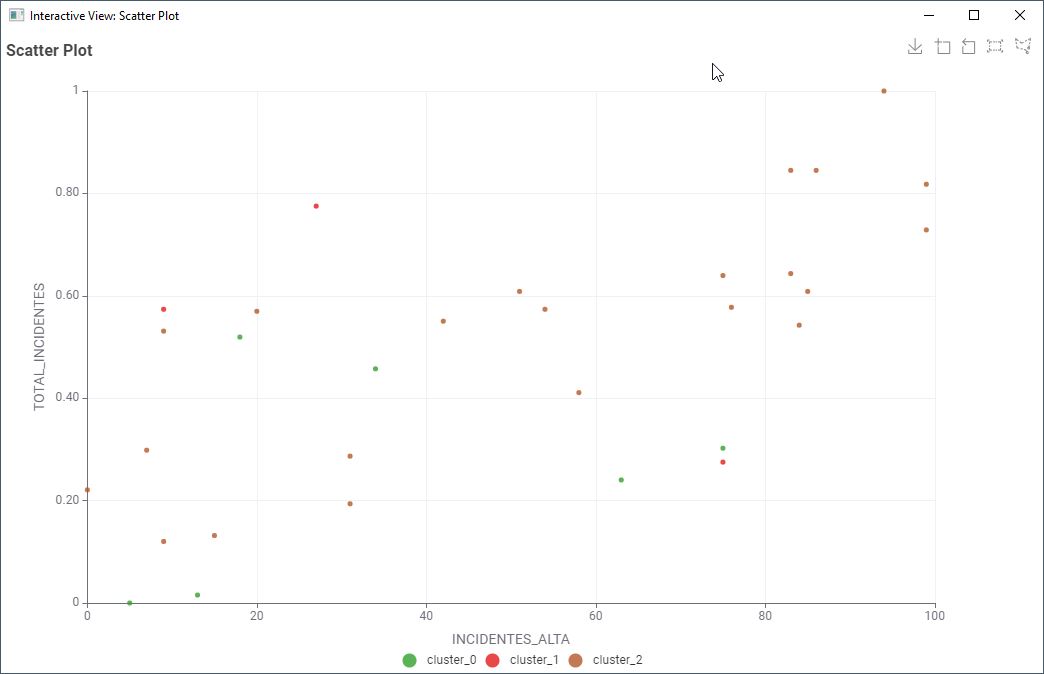 Interactive View: Scatter Plot
Scatter Plot
1
0.80
0.60
0.40
0.20
0
TOTAL_INCIDENTES
0 20 40 60 80 100
INCIDENTES_ALTA
cluster_0 cluster_1 cluster_2